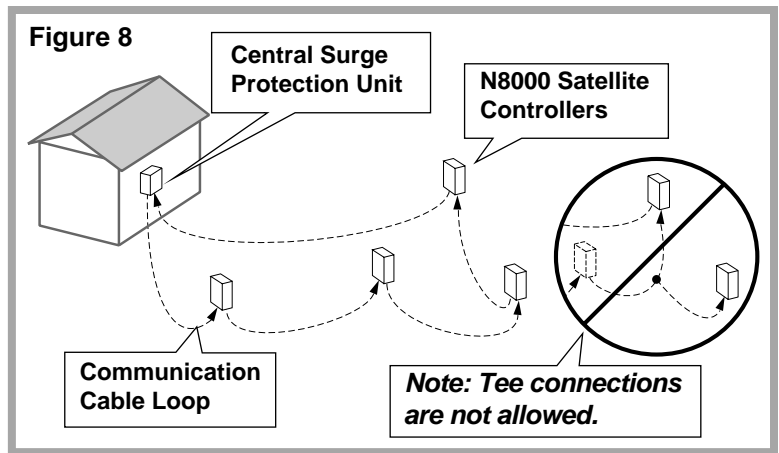 Figure 8
Central Surge
Protection Unit
N8000 Satellite
Controllers
Communication
Cable Loop
Note: Tee connections
are not allowed.